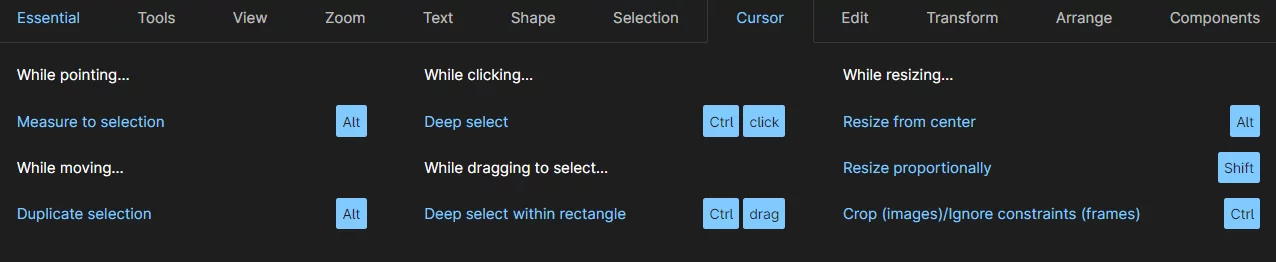 Essential Tools View Zoom Text Shape Selection Cursor Edit Transform Arrange Components
While pointing...
Measure to selection Alt
While moving...
Duplicate selection Alt
While clicking...
Deep select Ctrl click
While dragging to select...
Deep select within rectangle Ctrl drag
While resizing...
Resize from center Alt
Resize proportionally Shift
Crop (images)/Ignore constraints (frames) Ctrl